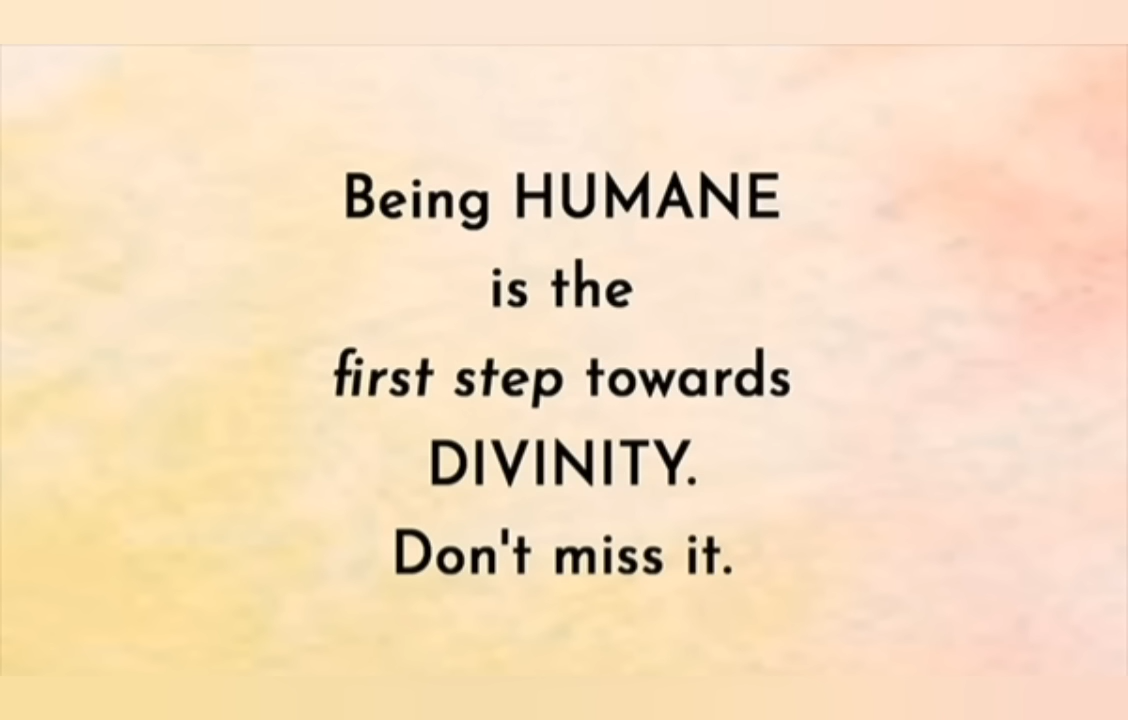 Being HUMANE
is the
first step towards
DIVINITY.
Don't miss it.